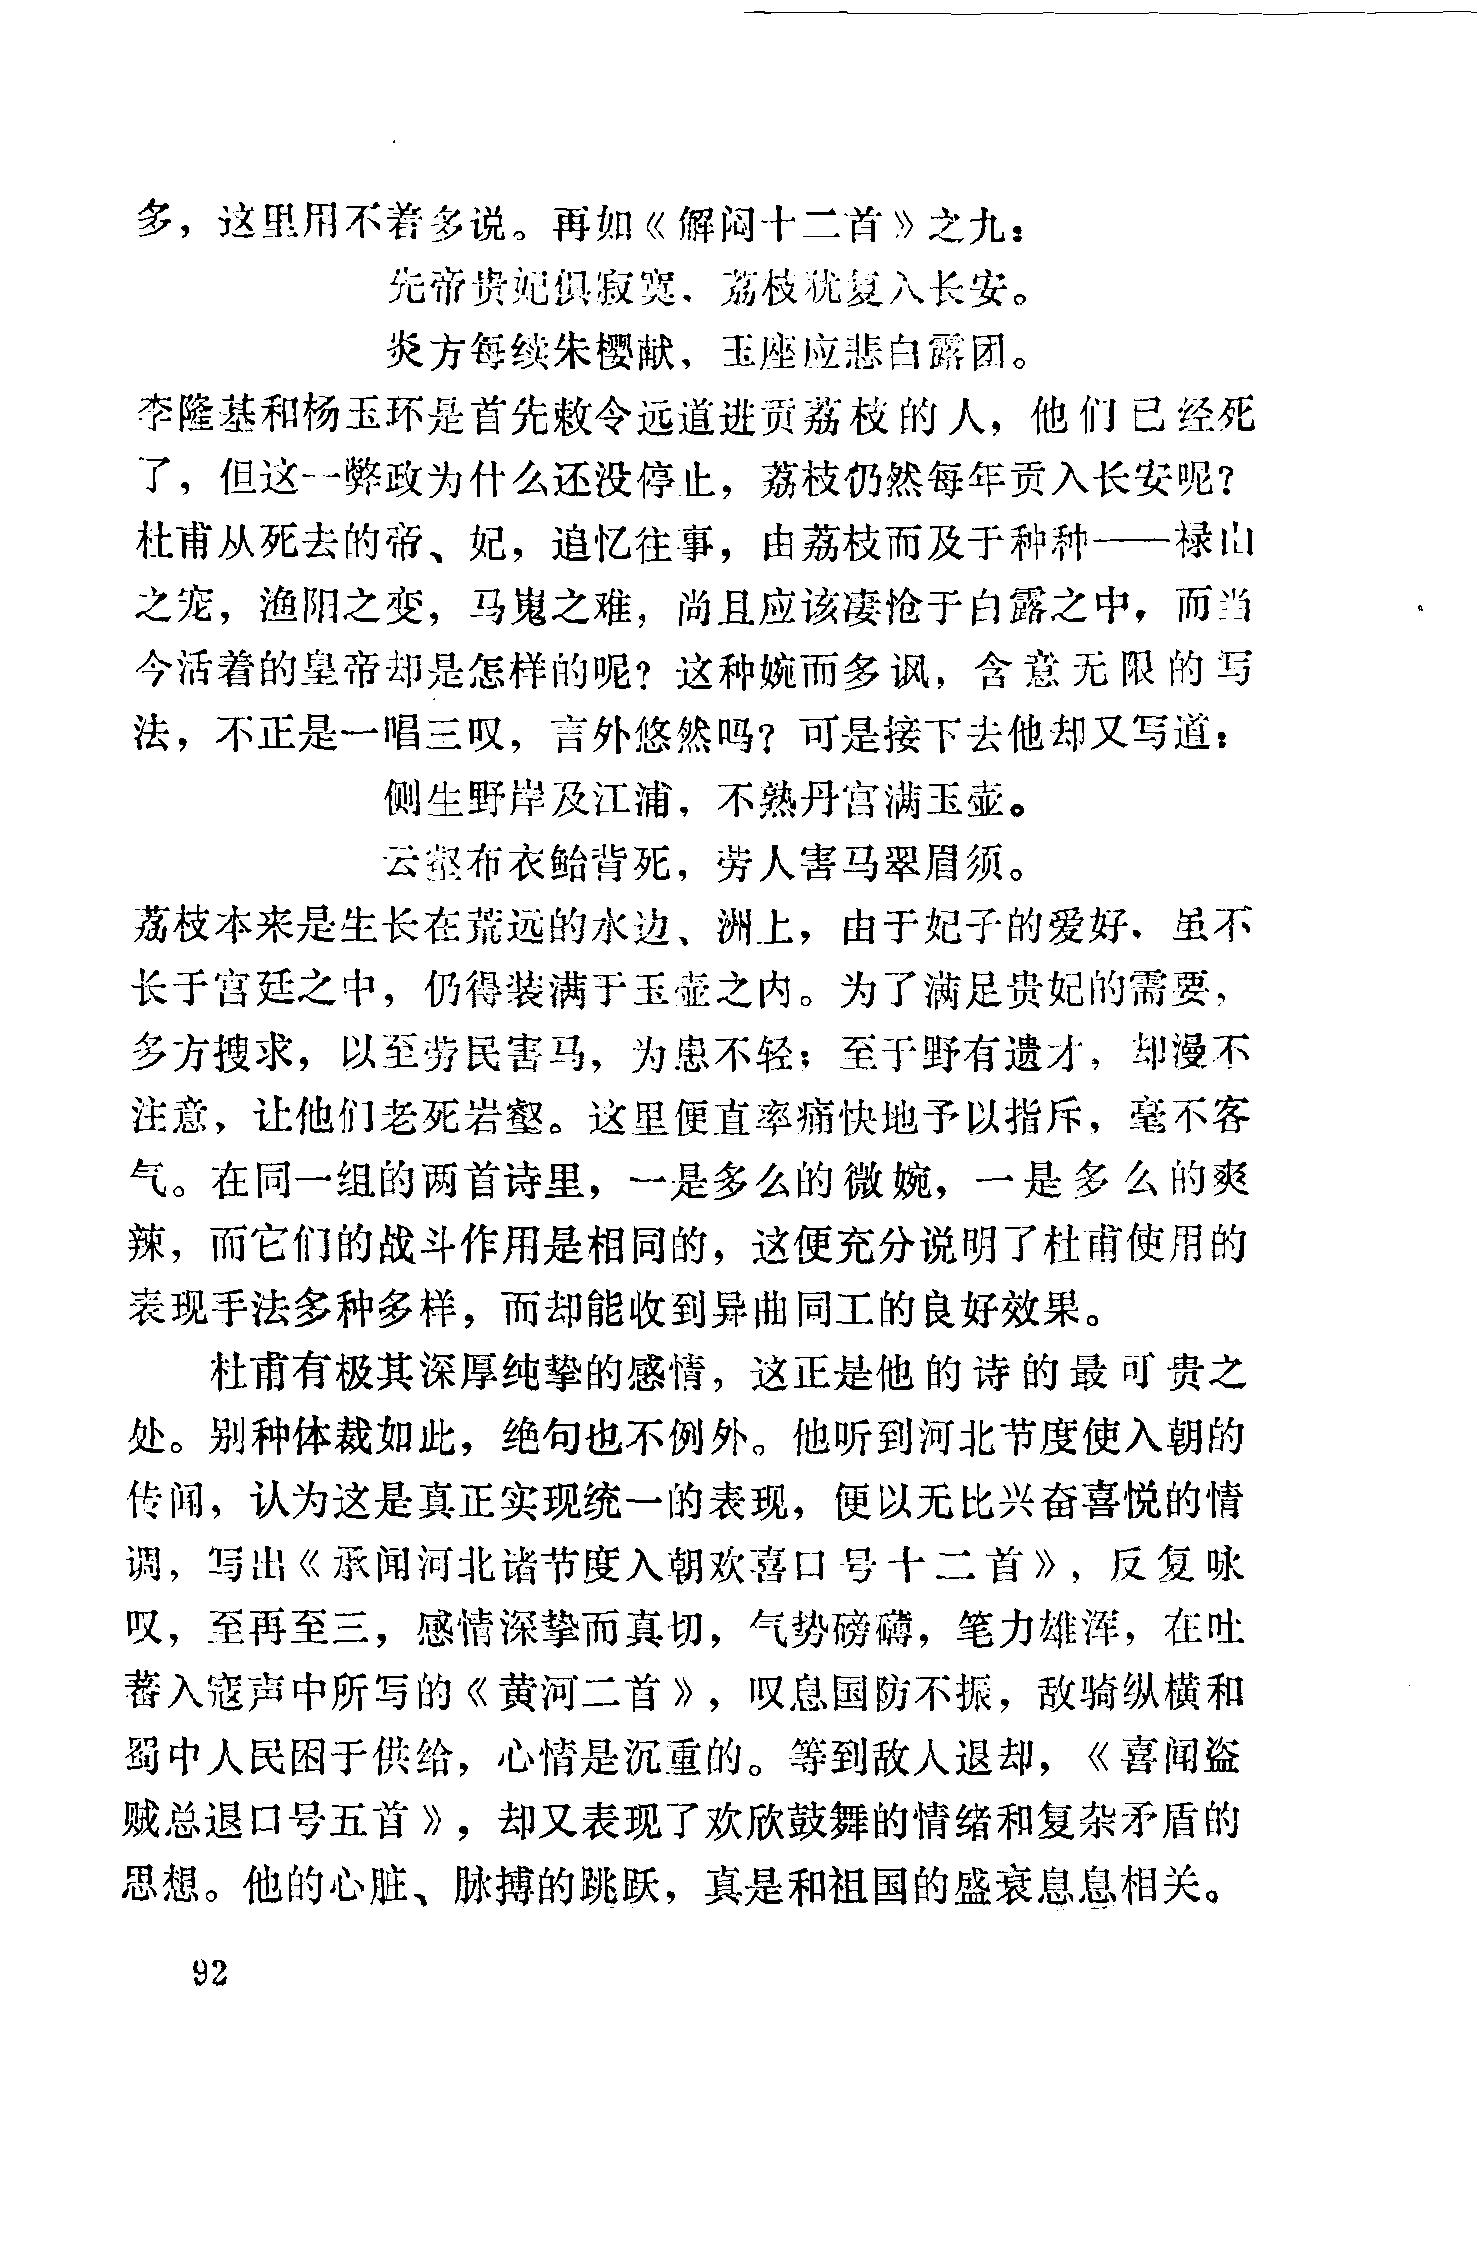 多，这里用不着多说。再如《解闷十二首》之九：
先帝贵妃俱寂寞，荔枝犹复入长安。
炎方每续朱樱献，玉座应悲白露团。
李隆基和杨玉环是首先敕令远道进贡荔枝的人，他们已经死
了，但这一弊政为什么还没停止，荔枝仍然每年贡入长安呢？
杜甫从死去的帝、妃，追忆往事，由荔枝而及于种种——禄山
之宠，渔阳之变，马嵬之难，尚且应该凄怆于白露之中，而当
今活着的皇帝却是怎样的呢？这种婉而多讽，含意无限的写
法，不正是一唱三叹，言外悠然吗？可是接下去他却又写道：
侧生野岸及江浦，不熟丹宫满玉壶。
云壑布衣鲐背死，劳人害马翠眉须。
荔枝本来是生长在荒远的水边、洲上，由于妃子的爱好，虽不
长于宫廷之中，仍得装满于玉壶之内。为了满足贵妃的需要，
多方搜求，以至劳民害马，为患不轻；至于野有遗才，却漫不
注意，让他们老死岩壑。这里便直率痛快地予以指斥，毫不客
气。在同一组的两首诗里，一是多么的微婉，一是多么的爽
辣，而它们的战斗作用是相同的，这便充分说明了杜甫使用的
表现手法多种多样，而却能收到异曲同工的良好效果。
杜甫有极其深厚纯挚的感情，这正是他的诗的最可贵之
处。别种体裁如此，绝句也不例外。他听到河北节度使入朝的
传闻，认为这是真正实现统一的表现，便以无比兴奋喜悦的情
调，写出《承闻河北诸节度入朝欢喜口号十二首》，反复咏
叹，至再至三，感情深挚而真切，气势磅礴，笔力雄浑，在吐
蕃入寇声中所写的《黄河二首》，叹息国防不振，敌骑纵横和
蜀中人民困于供给，心情是沉重的。等到敌人退却，《喜闻盗
贼总退口号五首》，却又表现了欢欣鼓舞的情绪和复杂矛盾的
思想。他的心脏、脉搏的跳跃，真是和祖国的盛衰息息相关。
92